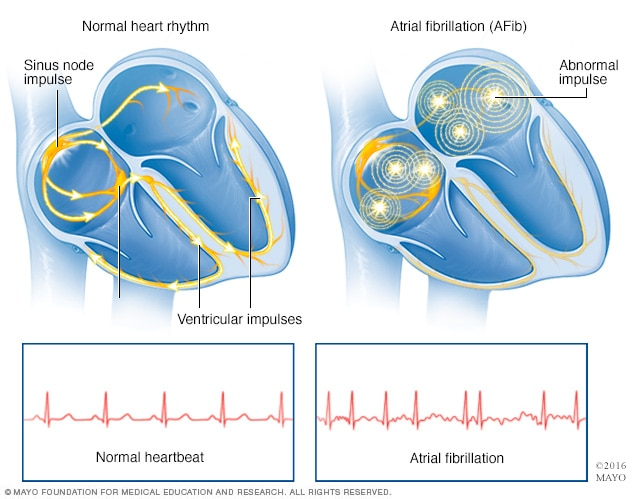 Normal heart rhythm
Atrial fibrillation (AFib)
Sinus node
impulse
Abnormal
impulse
Ventricular impulses
Normal heartbeat
Atrial fibrillation
©2016
MAYO
© MAYO FOUNDATION FOR MEDICAL EDUCATION AND RESEARCH. ALL RIGHTS RESERVED.